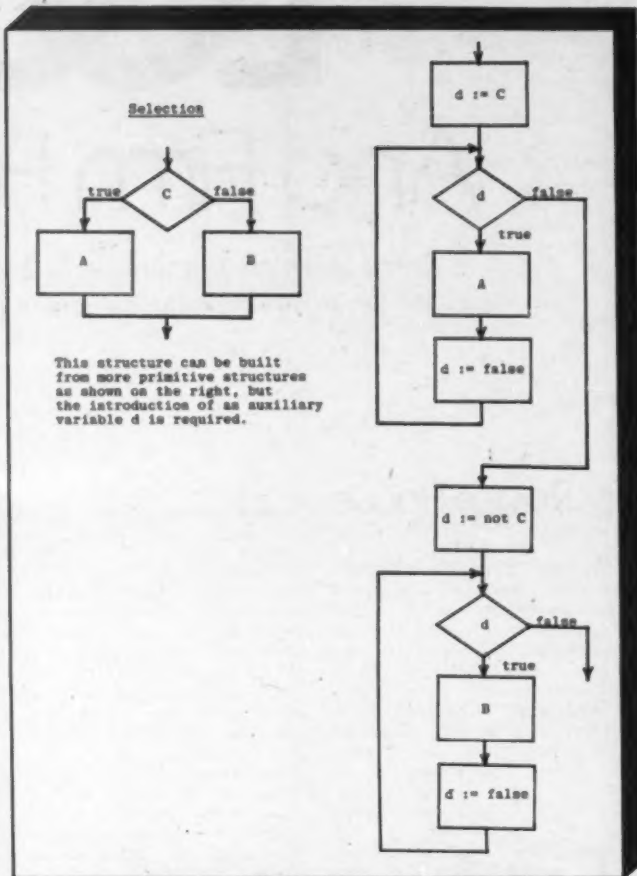 Selection
C
true
false
A
B
This structure can be built
from more primitive structures
as shown on the right, but
the introduction of an auxiliary
variable d is required.
d := C
d
false
true
A
d := false
d := not C
d
false
true
B
d := false